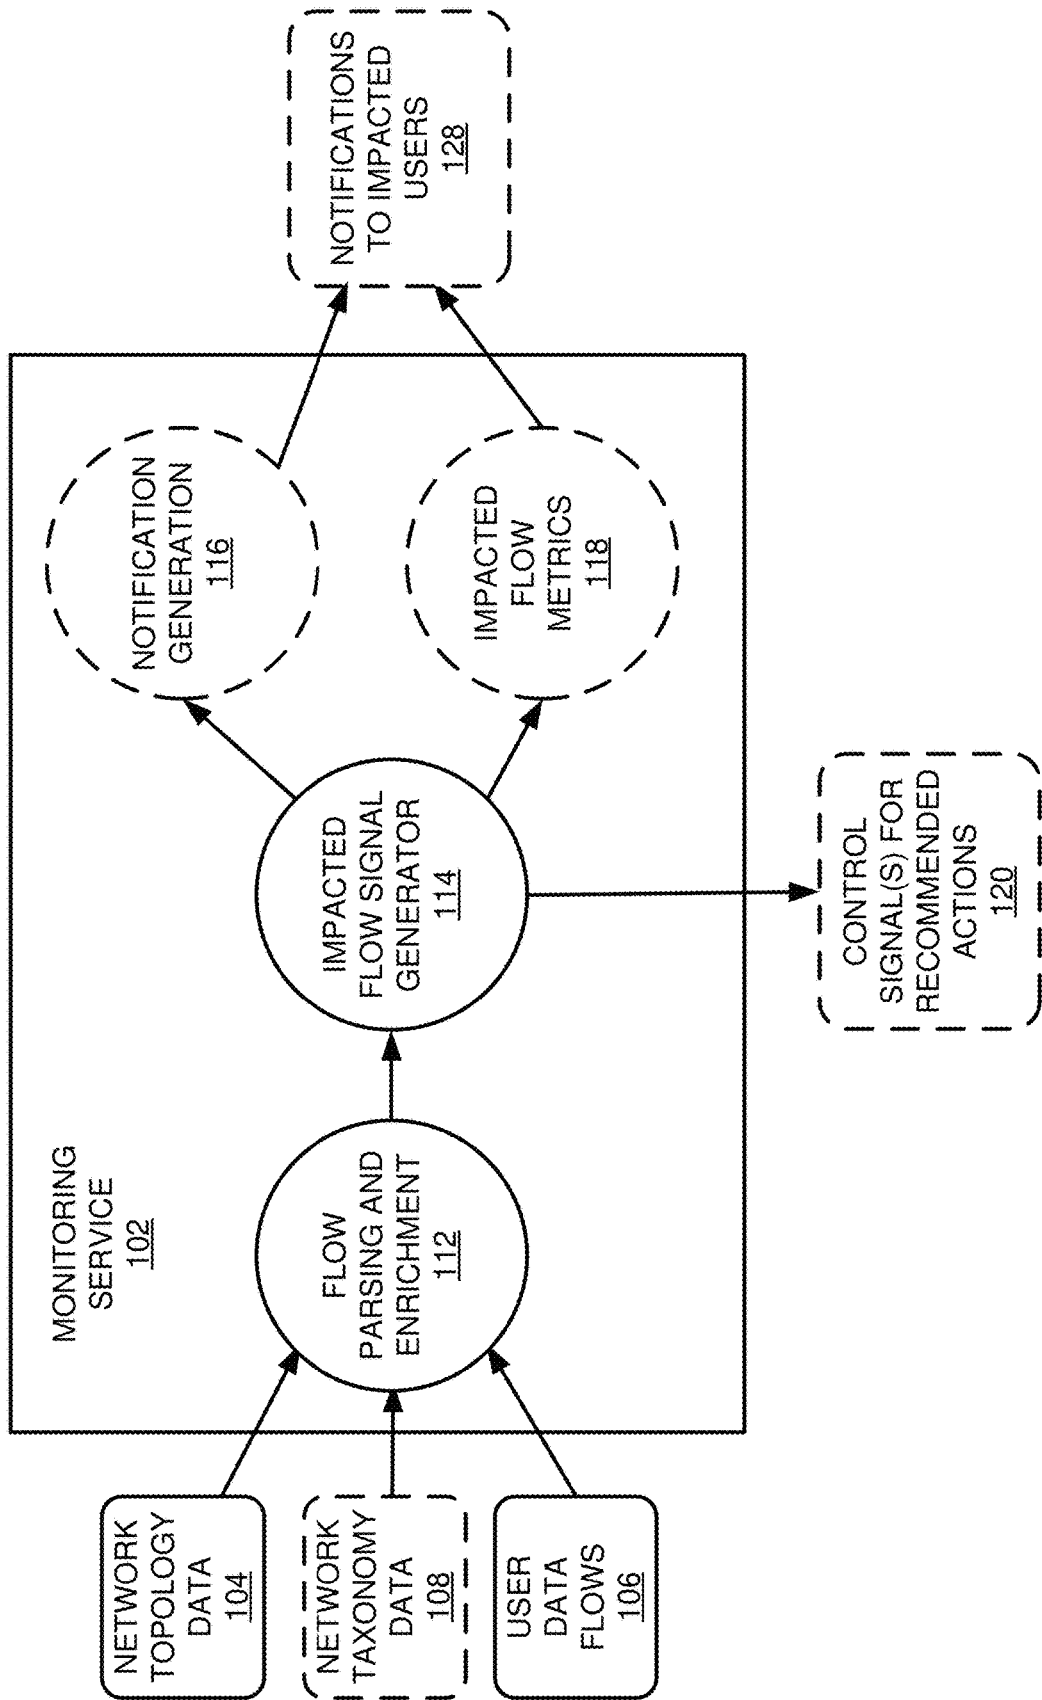 MONITORING
SERVICE
102
NETWORK
TOPOLOGY
DATA
104
NETWORK
TAXONOMY
DATA
108
USER
DATA
FLOWS
106
FLOW
PARSING AND
ENRICHMENT
112
IMPACTED
FLOW SIGNAL
GENERATOR
114
NOTIFICATION
GENERATION
116
IMPACTED
FLOW
METRICS
118
NOTIFICATIONS
TO IMPACTED
USERS
128
CONTROL
SIGNAL(S) FOR
RECOMMENDED
ACTIONS
120